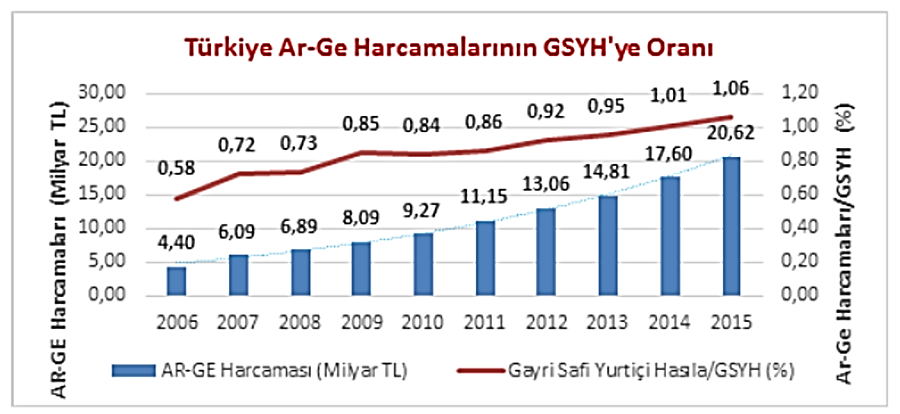 Türkiye Ar-Ge Harcamalarının GSYH'ye Oranı
AR-GE Harcamaları (Milyar TL)
30,00
25,00
20,00
15,00
10,00
5,00
0,00
0,58 0,72 0,73 0,85 0,84 0,86 0,92 0,95 1,01 1,06
4,40 6,09 6,89 8,09 9,27 11,15 13,06 14,81 17,60 20,62
1,20
1,00
0,80
0,60
0,40
0,20
0,00
Ar-Ge Harcamaları/GSYH (%)
2006 2007 2008 2009 2010 2011 2012 2013 2014 2015
AR-GE Harcaması (Milyar TL) Gayri Safi Yurtiçi Hasıla/GSYH (%)